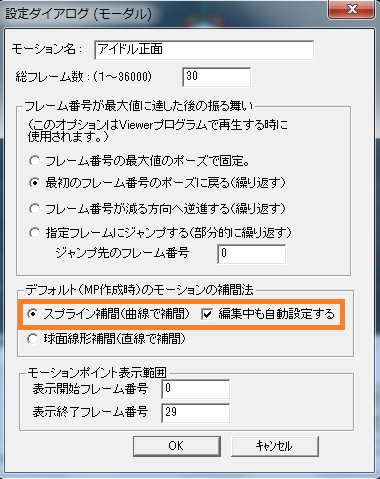 設定ダイアログ (モーダル)
モーション名： アイドル正面
総フレーム数：(1～36000) 30
フレーム番号が最大値に達した後の振る舞い
(このオプションはViewerプログラムで再生する時に
使用されます。)
フレーム番号の最大値のポーズで固定。
最初のフレーム番号のポーズに戻る(繰り返す)
フレーム番号が減る方向へ逆進する(繰り返す)
指定フレームにジャンプする(部分的に繰り返す)
ジャンプ先のフレーム番号 0
デフォルト(MP作成時)のモーションの補間法
スプライン補間(曲線で補間) 編集中も自動設定する
球面線形補間(直線で補間)
モーションポイント表示範囲
表示開始フレーム番号 0
表示終了フレーム番号 29
OK キャンセル